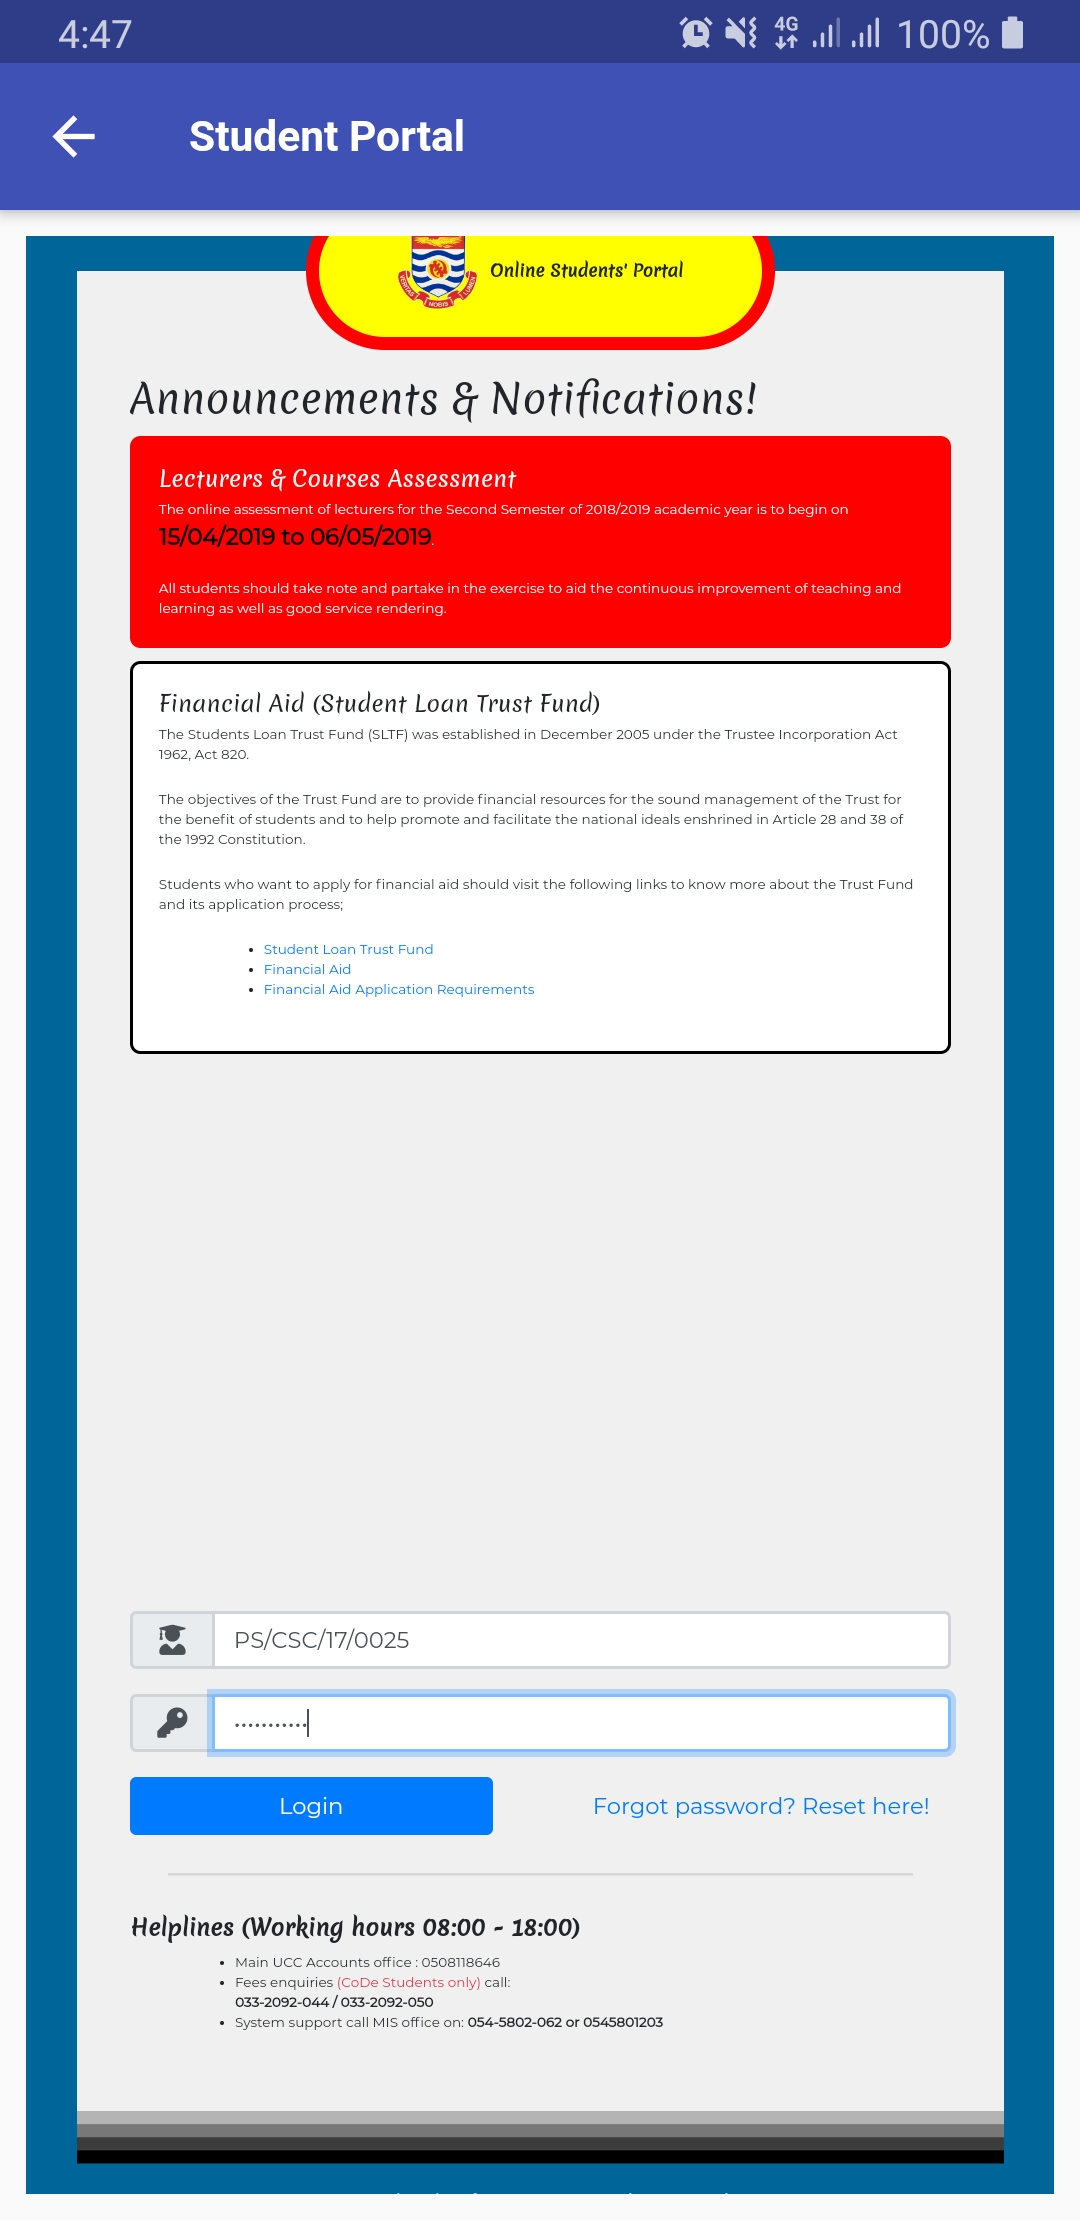 4:47
4G
100%
Student Portal
VERITAS NOBIS LUMEN
Online Students' Portal
Announcements & Notifications!
Lecturers & Courses Assessment
The online assessment of lecturers for the Second Semester of 2018/2019 academic year is to begin on
15/04/2019 to 06/05/2019.
All students should take note and partake in the exercise to aid the continuous improvement of teaching and
learning as well as good service rendering.
Financial Aid (Student Loan Trust Fund)
The Students Loan Trust Fund (SLTF) was established in December 2005 under the Trustee Incorporation Act
1962, Act 820.
The objectives of the Trust Fund are to provide financial resources for the sound management of the Trust for
the benefit of students and to help promote and facilitate the national ideals enshrined in Article 28 and 38 of
the 1992 Constitution.
Students who want to apply for financial aid should visit the following links to know more about the Trust Fund
and its application process;
• Student Loan Trust Fund
• Financial Aid
• Financial Aid Application Requirements
PS/CSC/17/0025
...........
Login
Forgot password? Reset here!
Helplines (Working hours 08:00 - 18:00)
• Main UCC Accounts office : 0508118646
• Fees enquiries (CoDe Students only) call:
033-2092-044 / 033-2092-050
• System support call MIS office on: 054-5802-062 or 0545801203